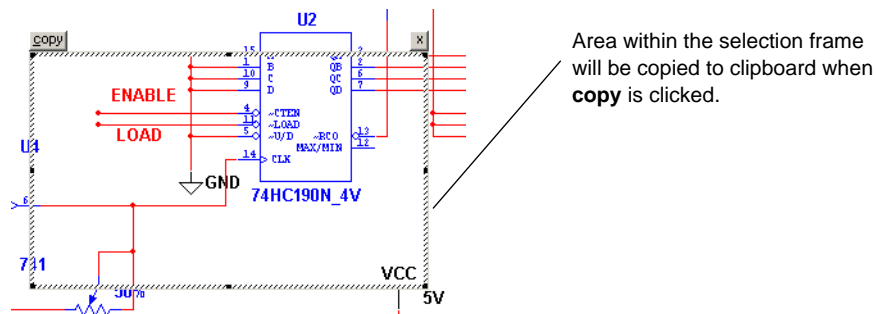 U2
copy
x
15
3
1
B
QB
2
10
C
QC
6
9
D
QD
7
ENABLE
4
~CTEN
11
~LOAD
LOAD
5
~U/D
~RCO
13
MAX/MIN
12
14
CLK
U4
GND
74HC190N_4V
6
741
VCC
50%
5V
Area within the selection frame
will be copied to clipboard when
copy is clicked.